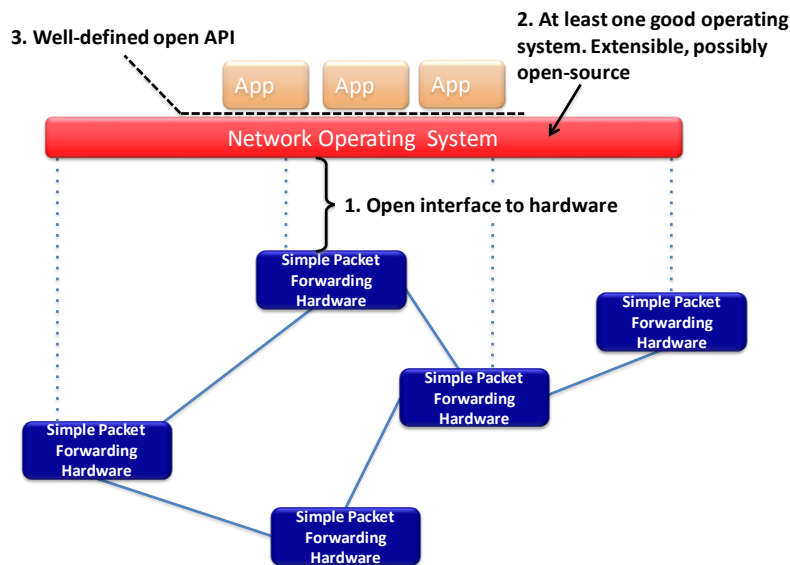 3. Well-defined open API
2. At least one good operating
system. Extensible, possibly
open-source
App
App
App
Network Operating System
1. Open interface to hardware
Simple Packet
Forwarding
Hardware
Simple Packet
Forwarding
Hardware
Simple Packet
Forwarding
Hardware
Simple Packet
Forwarding
Hardware
Simple Packet
Forwarding
Hardware